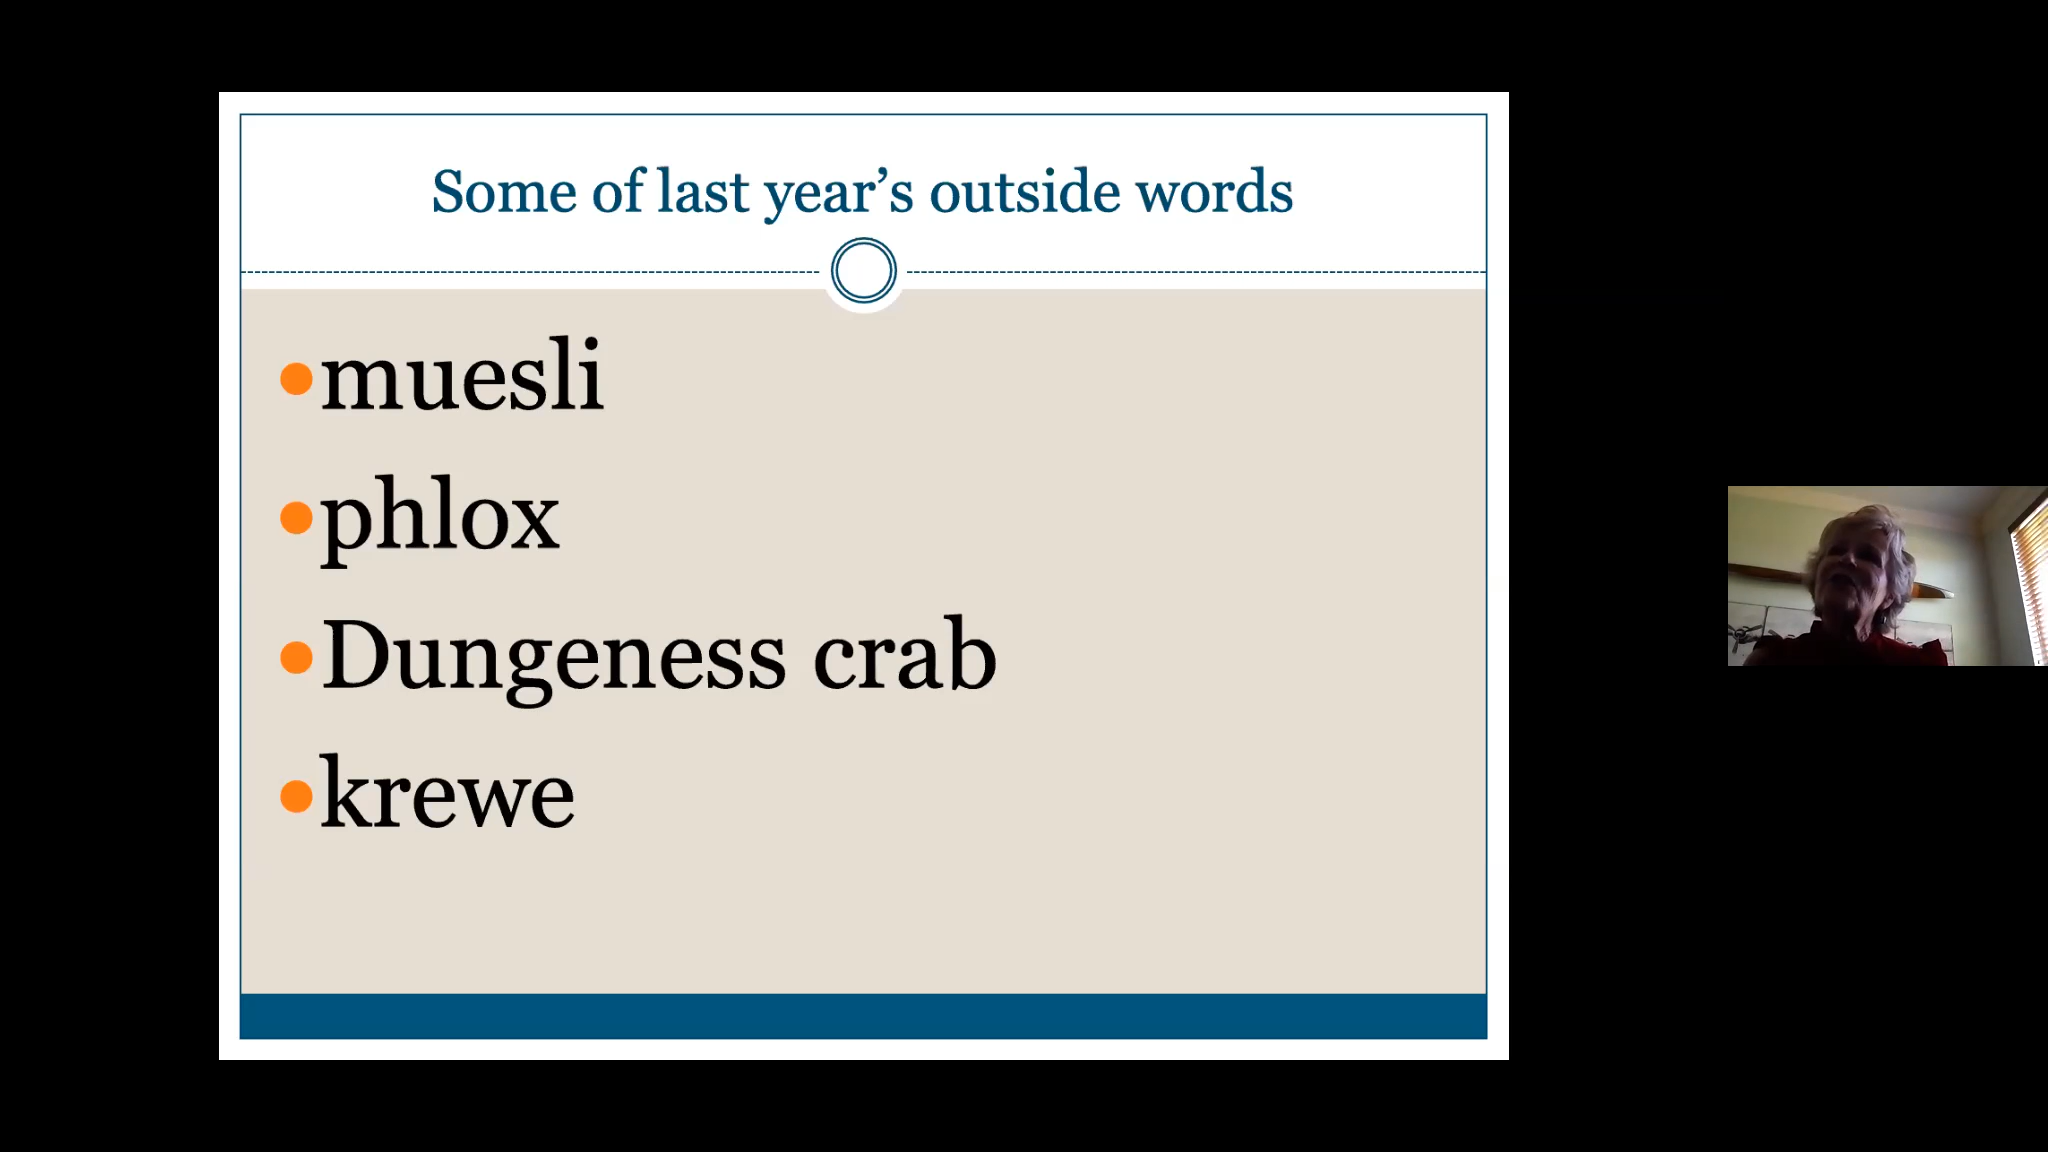 Some of last year’s outside words
•muesli
•phlox
•Dungeness crab
•krewe